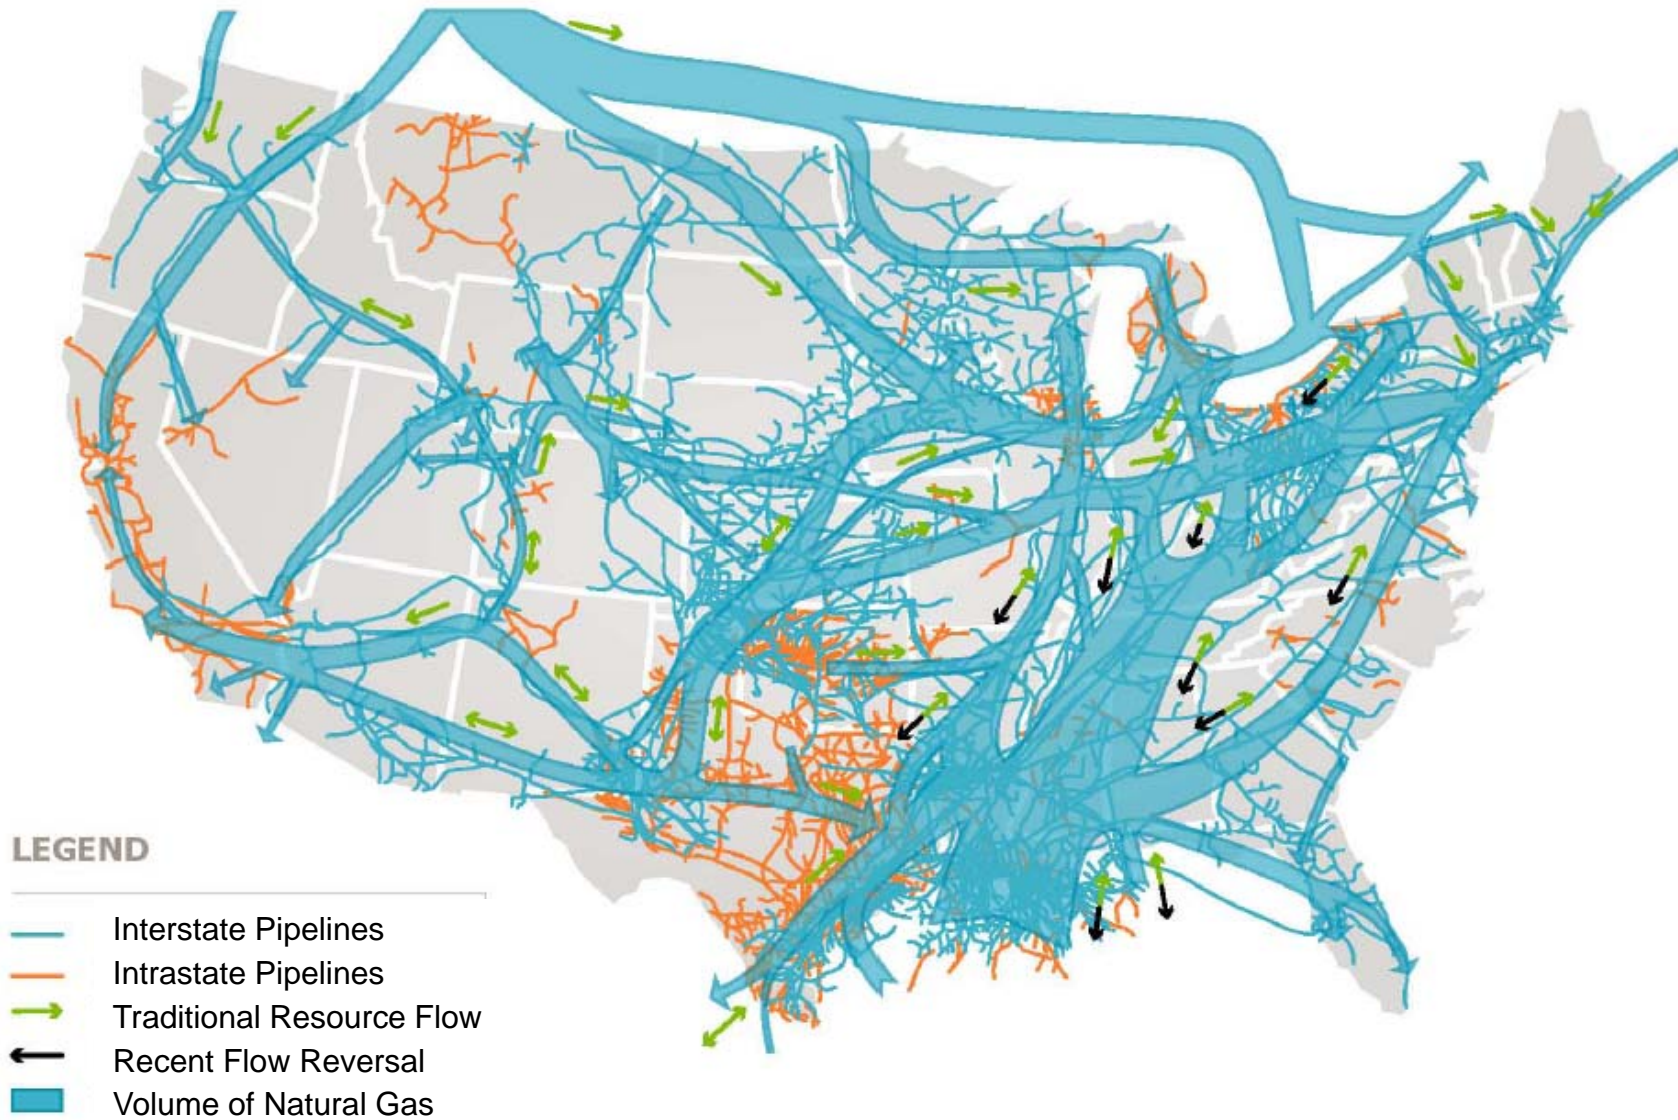 LEGEND
Interstate Pipelines
Intrastate Pipelines
Traditional Resource Flow
Recent Flow Reversal
Volume of Natural Gas